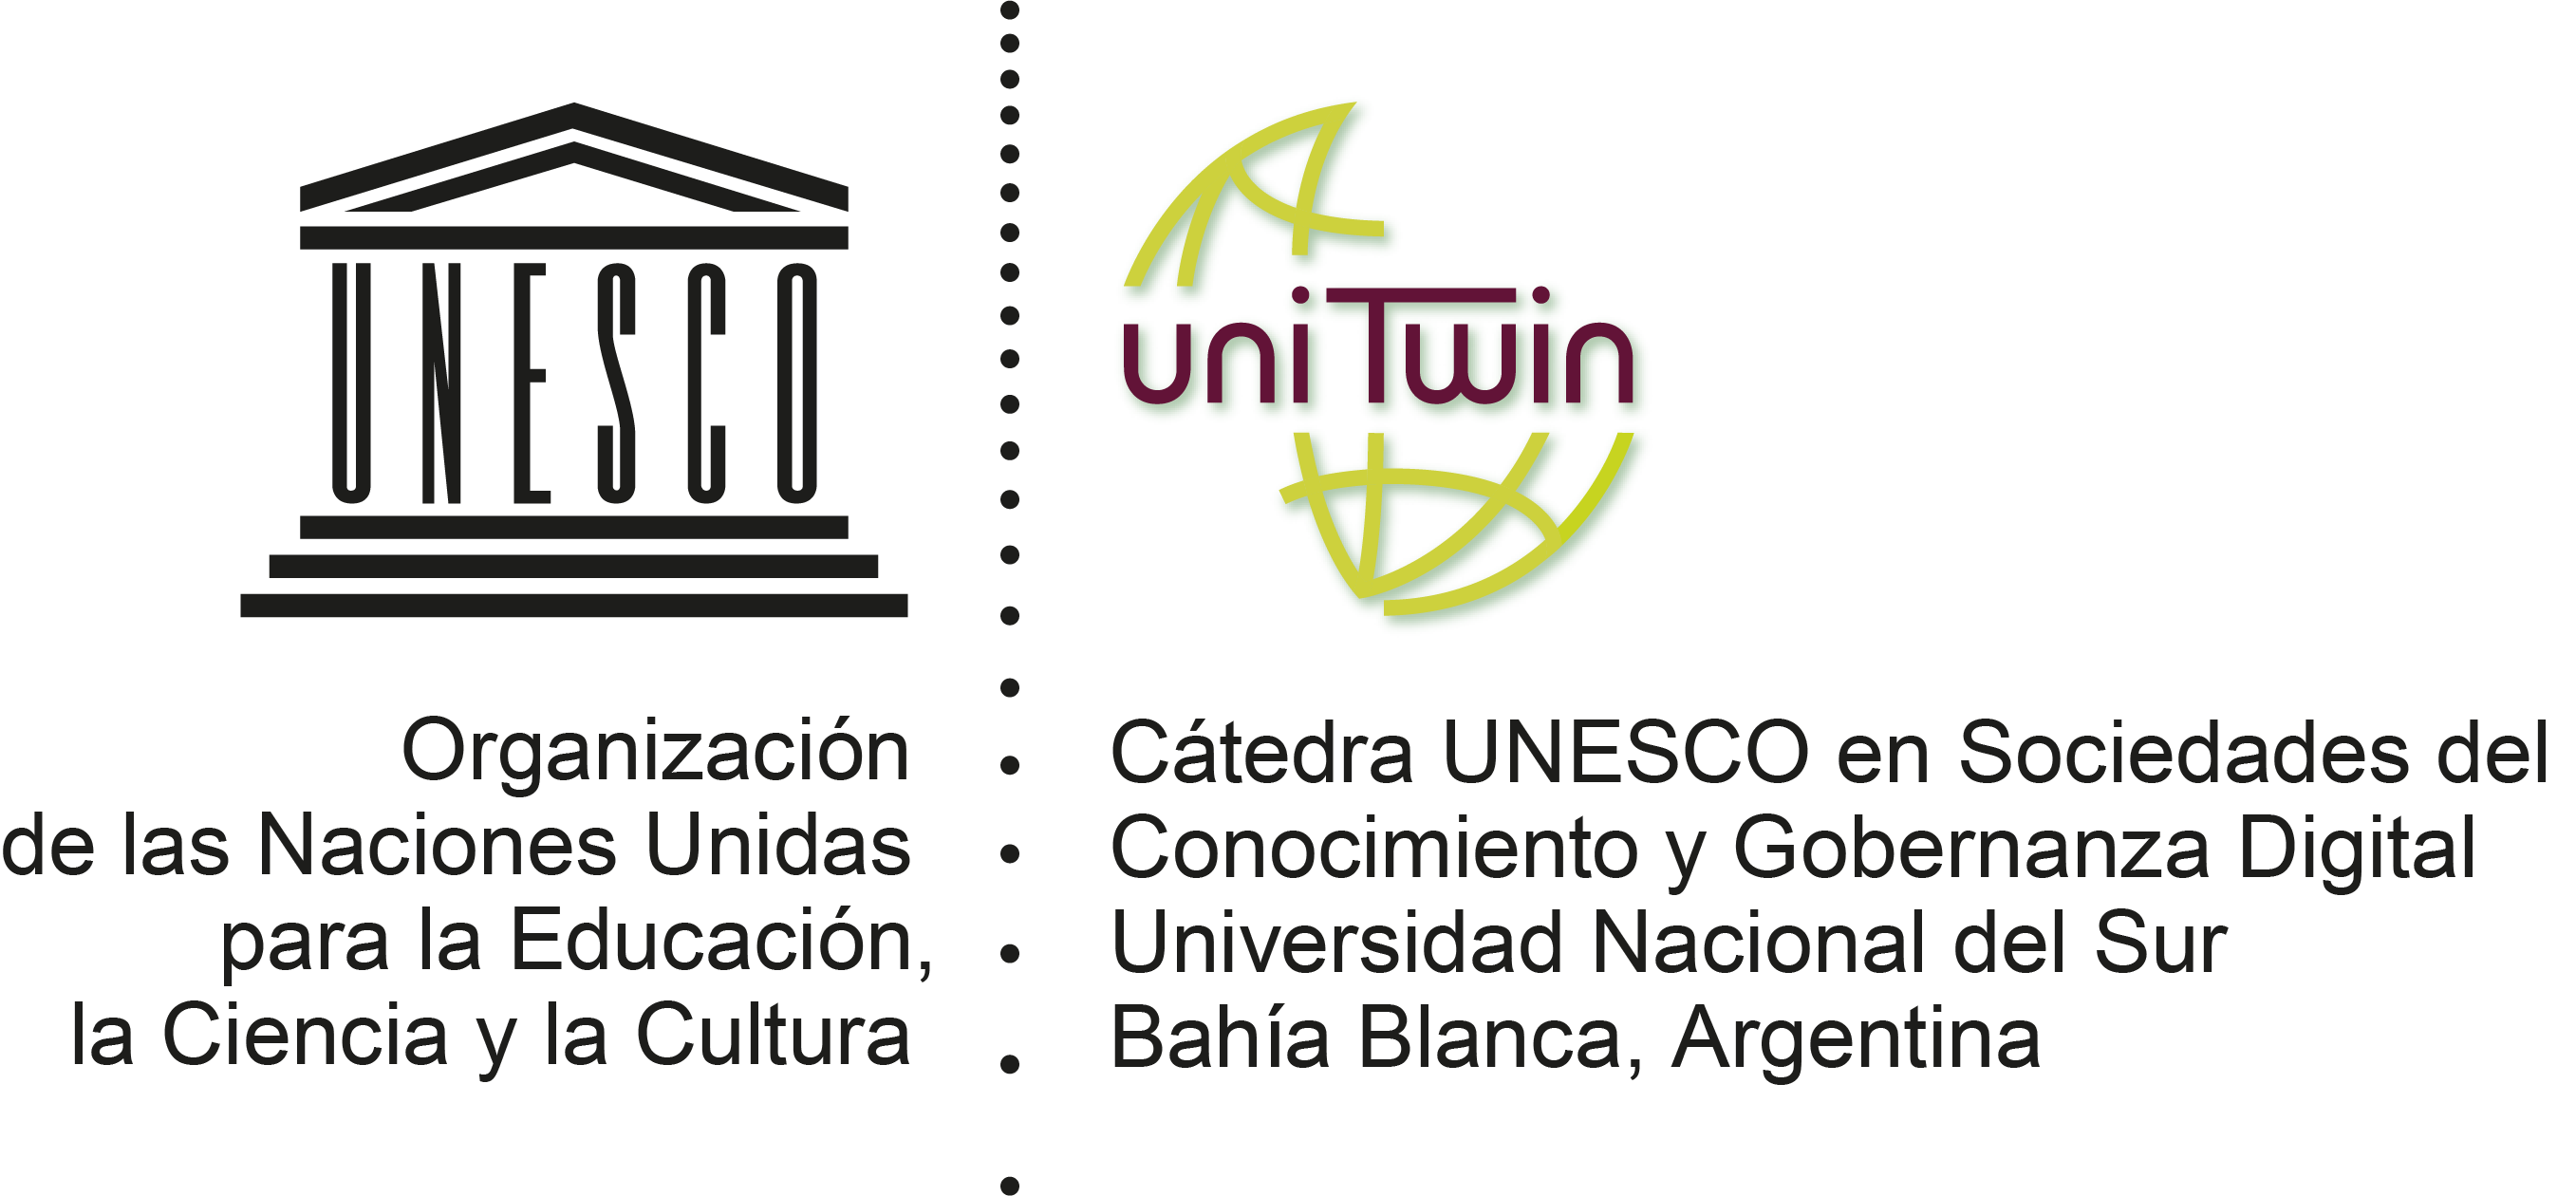 UNESCO
Organización
de las Naciones Unidas
para la Educación,
la Ciencia y la Cultura
uniTwin
Cátedra UNESCO en Sociedades del
Conocimiento y Gobernanza Digital
Universidad Nacional del Sur
Bahía Blanca, Argentina